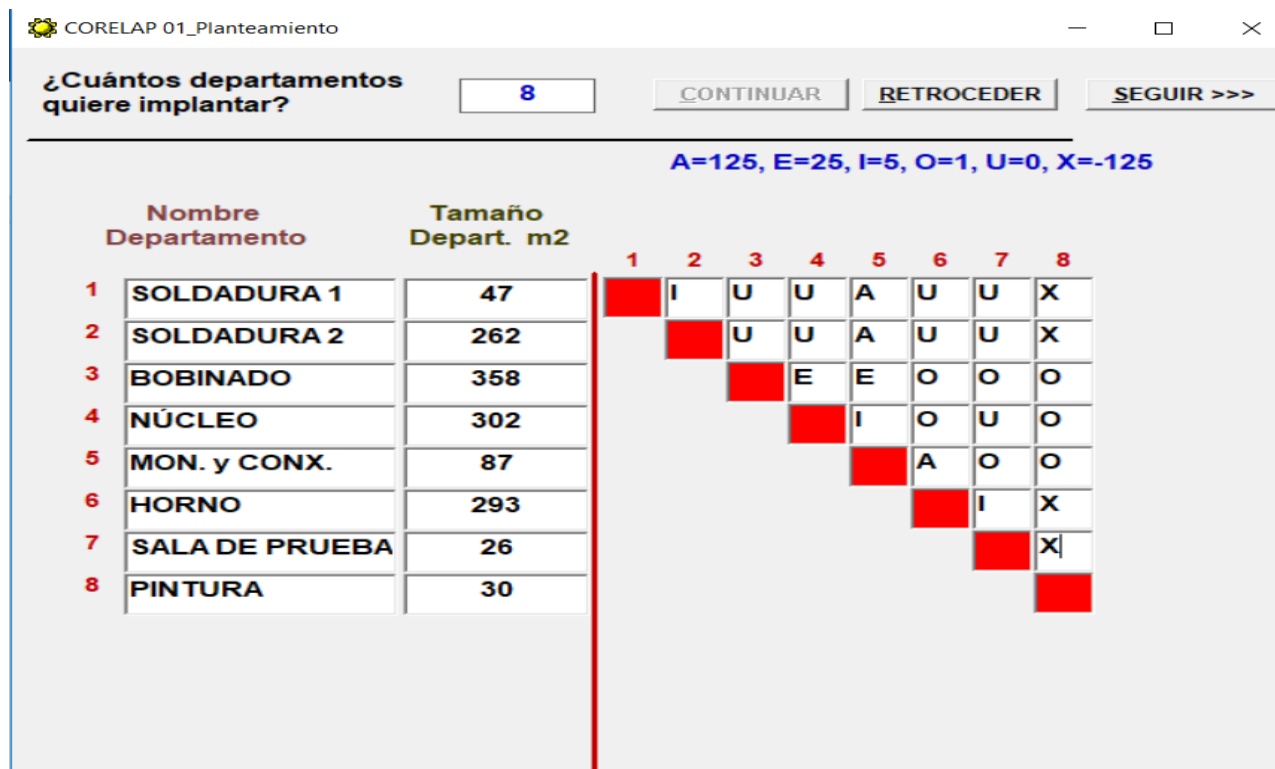 CORELAP 01_Planteamiento
¿Cuántos departamentos
quiere implantar?
8
CONTINUAR
RETROCEDER
SEGUIR >>>
A=125, E=25, I=5, O=1, U=0, X=-125
Nombre
Departamento
Tamaño
Depart. m2
1 2 3 4 5 6 7 8
1 SOLDADURA 1 47 I U U A U U X
2 SOLDADURA 2 262 U U A U U X
3 BOBINADO 358 E E O O O
4 NÚCLEO 302 I O U O
5 MON. y CONX. 87 A O O
6 HORNO 293 I X
7 SALA DE PRUEBA 26 X
8 PINTURA 30